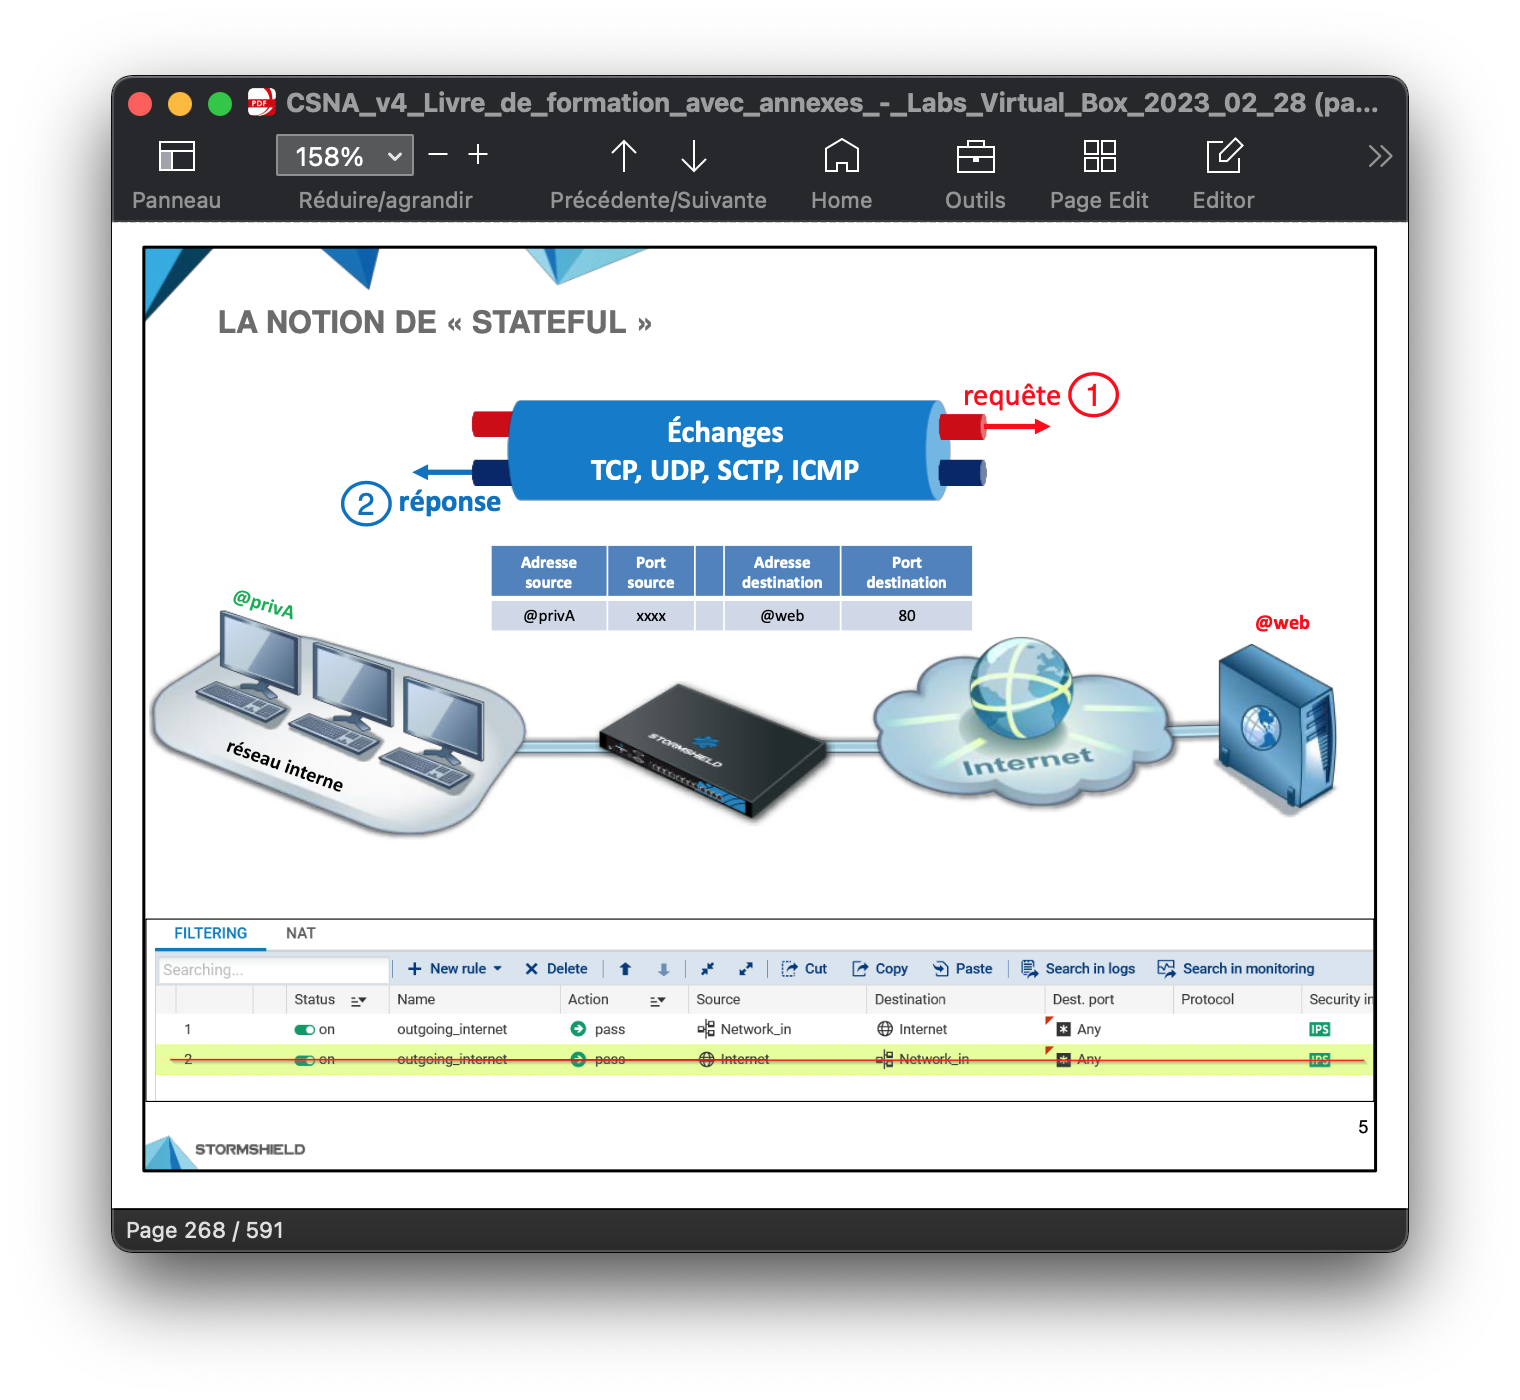 CSNA_v4_Livre_de_formation_avec_annexes_-_Labs_Virtual_Box_2023_02_28 (pa...
158%
Panneau Réduire/agrandir Précédente/Suivante Home Outils Page Edit Editor
LA NOTION DE « STATEFUL »
requête 1
Échanges
TCP, UDP, SCTP, ICMP
2 réponse
Adresse source Port source Adresse destination Port destination
@privA xxxx @web 80
@privA
@web
réseau interne
STORMSHIELD
Internet
FILTERING NAT
Searching... New rule Delete Cut Copy Paste Search in logs Search in monitoring
Status Name Action Source Destination Dest. port Protocol Security in
1 on outgoing_internet pass Network_in Internet Any IPS
2 on outgoing_internet pass Internet Network_in Any IPS
5
STORMSHIELD
Page 268 / 591